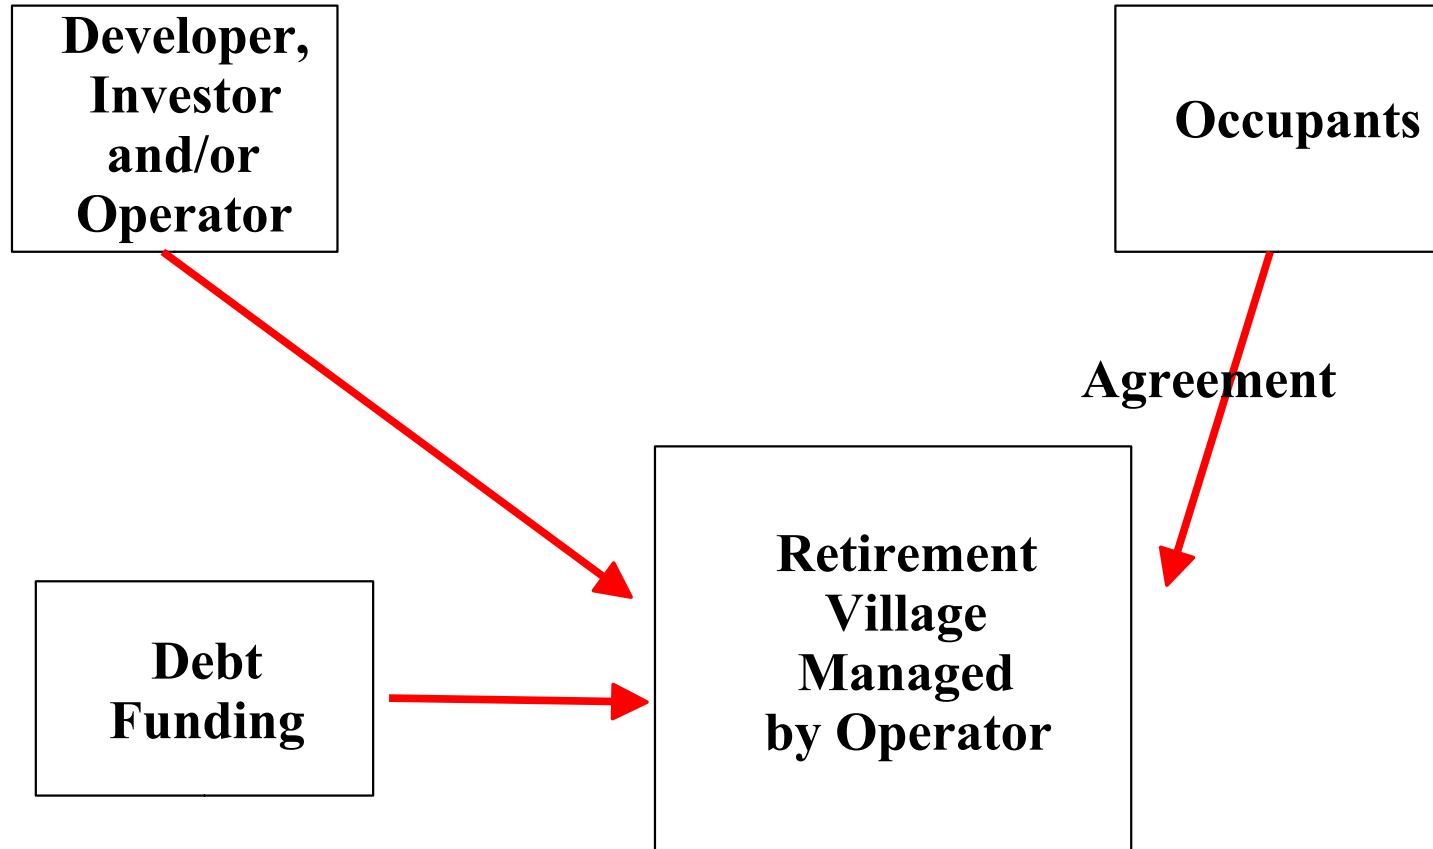 Developer,
Investor
and/or
Operator
Occupants
Agreement
Retirement
Village
Managed
by Operator
Debt
Funding